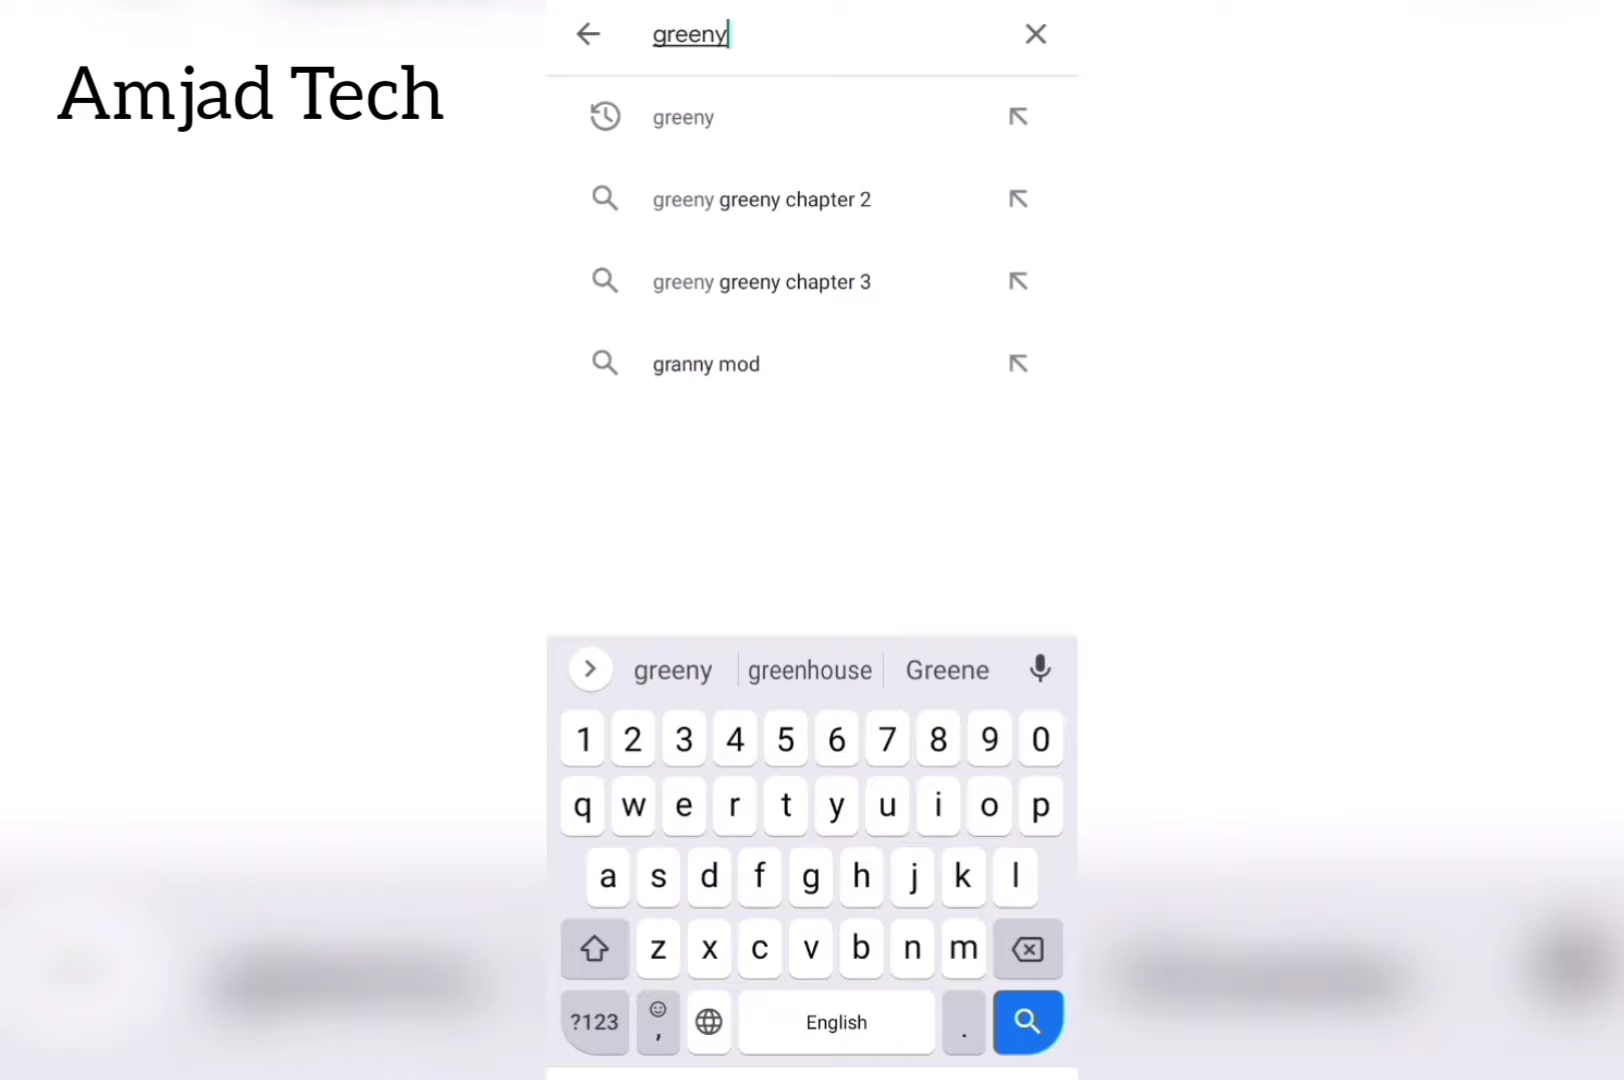 greeny
Amjad Tech
greeny
greeny greeny chapter 2
greeny greeny chapter 3
granny mod
greeny greenhouse Greene
1 2 3 4 5 6 7 8 9 0
q w e r t y u i o p
a s d f g h j k l
z x c v b n m
?123 , English .